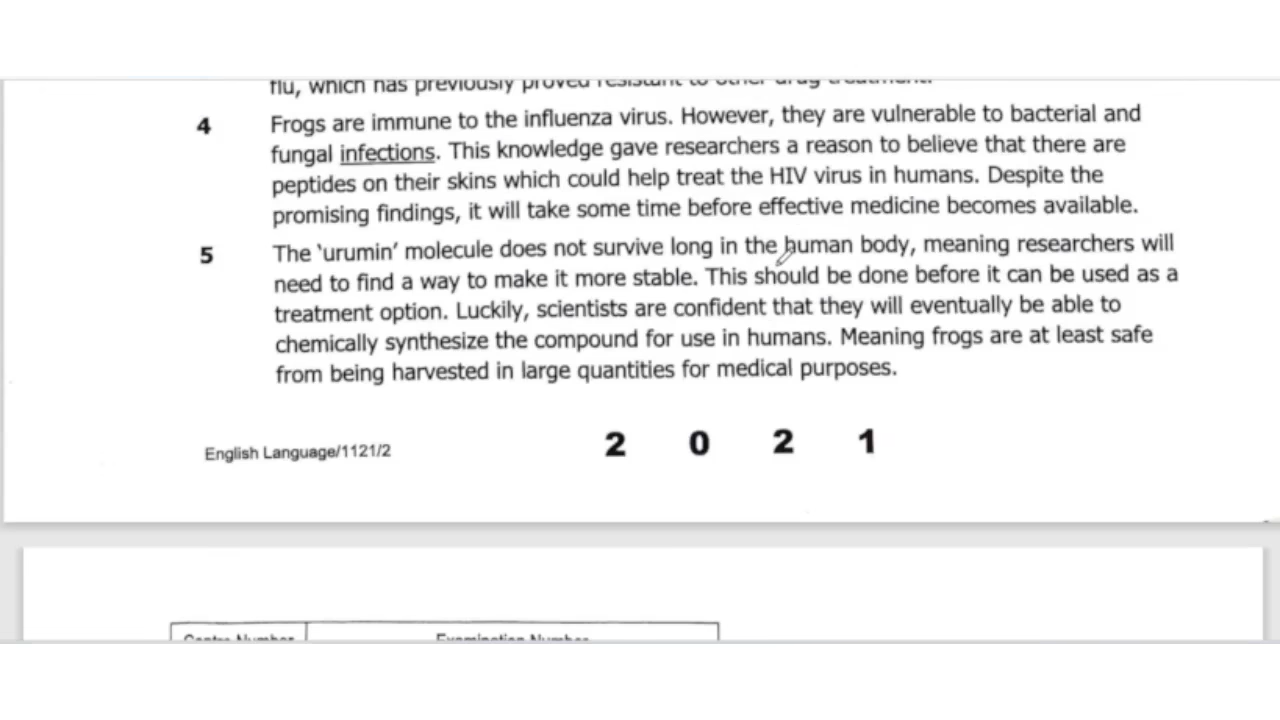 flu, which has previously proved resistant to other drug treatment.
4 Frogs are immune to the influenza virus. However, they are vulnerable to bacterial and
fungal infections. This knowledge gave researchers a reason to believe that there are
peptides on their skins which could help treat the HIV virus in humans. Despite the
promising findings, it will take some time before effective medicine becomes available.
5 The ‘urumin’ molecule does not survive long in the human body, meaning researchers will
need to find a way to make it more stable. This should be done before it can be used as a
treatment option. Luckily, scientists are confident that they will eventually be able to
chemically synthesize the compound for use in humans. Meaning frogs are at least safe
from being harvested in large quantities for medical purposes.
English Language/1121/2 2 0 2 1
Centre Number Examination Number